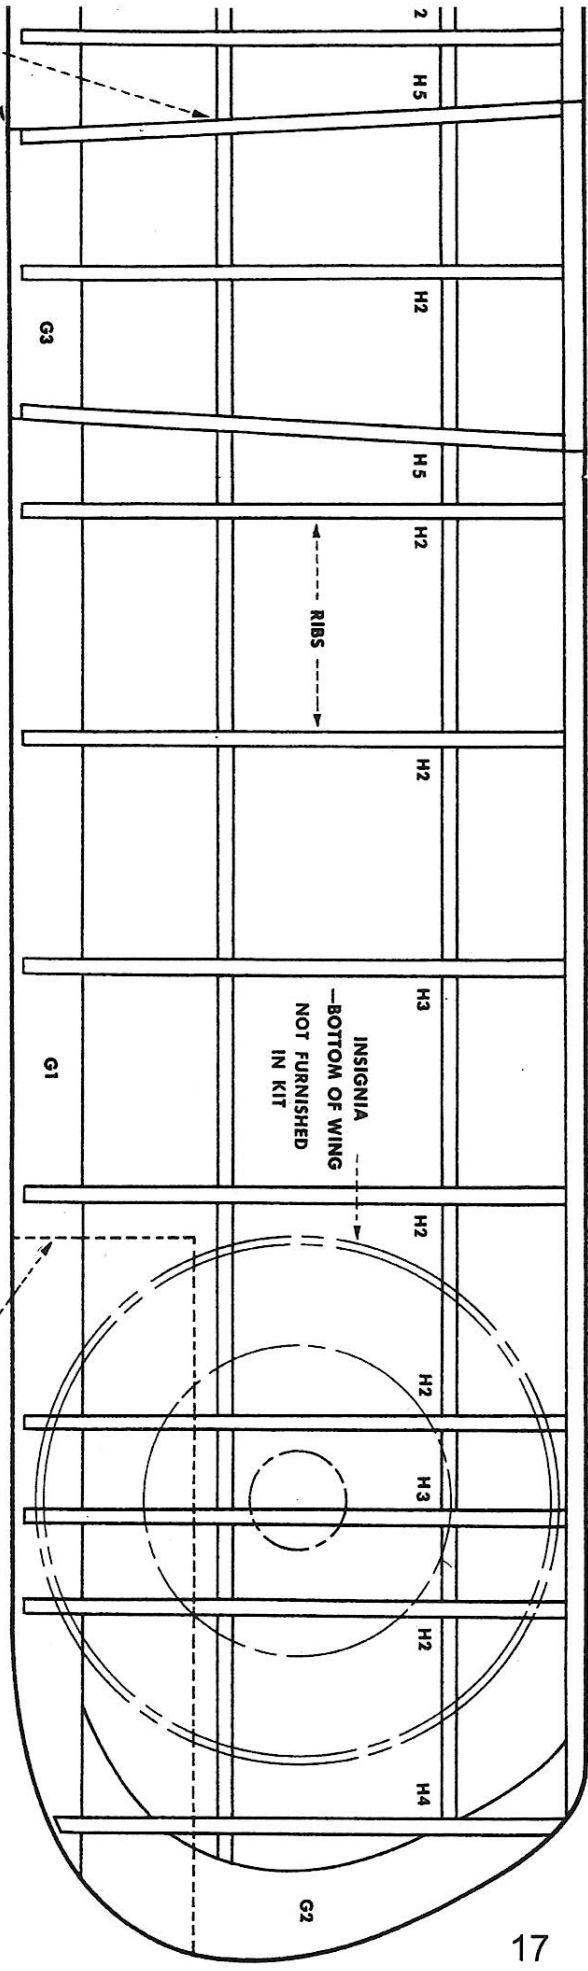 2
H5
H2
G3
H5
H2
RIBS
H2
H3
INSIGNIA
—BOTTOM OF WING
NOT FURNISHED
IN KIT
G1
H2
H2
H3
H2
H4
G2
17